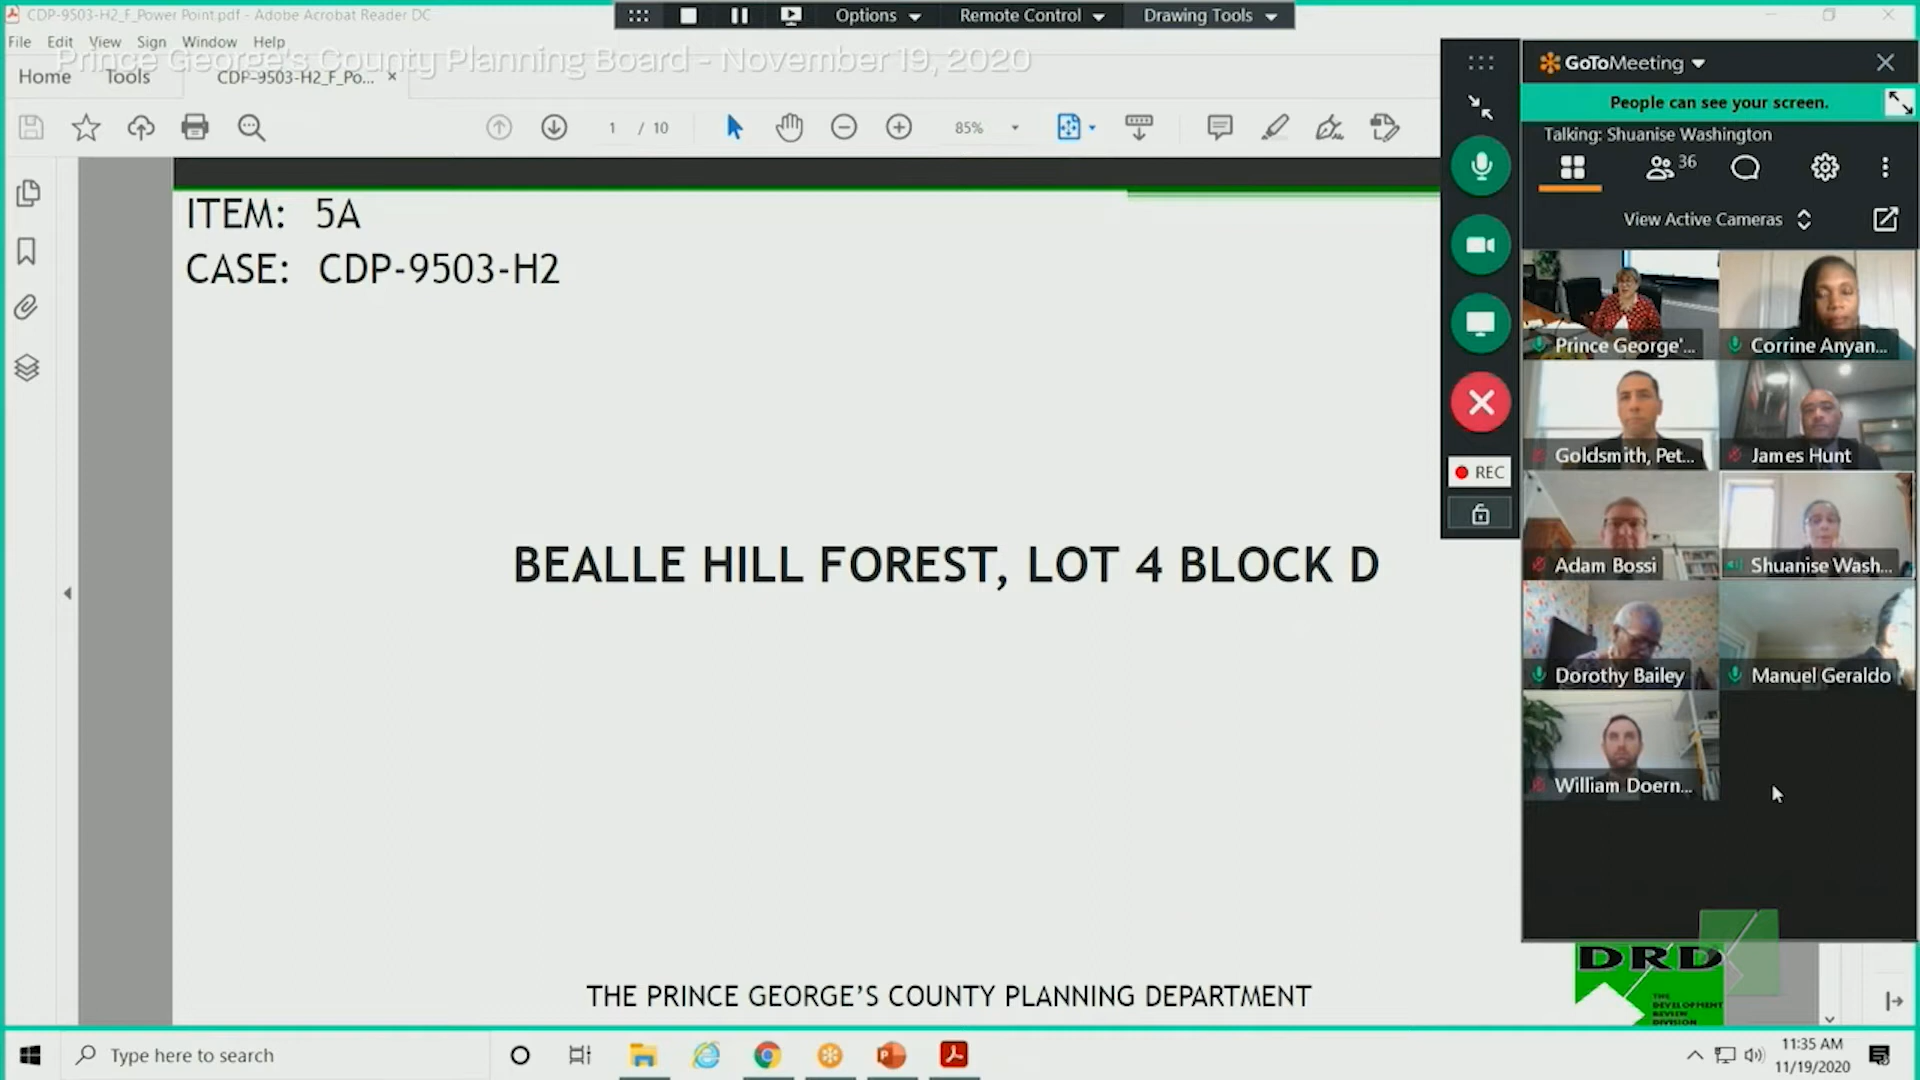 CDP-9503-H2_F_Power Point.pdf - Adobe Acrobat Reader DC
Options
Remote Control
Drawing Tools
File Edit View Sign Window Help
Prince George's County Planning Board - November 19, 2020
Home
Tools
CDP-9503-H2_F_Po...
1 / 10
85%
GoToMeeting
People can see your screen.
Talking: Shuanise Washington
36
View Active Cameras
REC
Prince George'...
Corrine Anyan...
Goldsmith, Pet...
James Hunt
Adam Bossi
Shuanise Wash...
Dorothy Bailey
Manuel Geraldo
William Doern...
ITEM: 5A
CASE: CDP-9503-H2
BEALLE HILL FOREST, LOT 4 BLOCK D
THE PRINCE GEORGE'S COUNTY PLANNING DEPARTMENT
DRD
THE
DEVELOPMENT
REVIEW
DIVISION
Type here to search
11:35 AM
11/19/2020